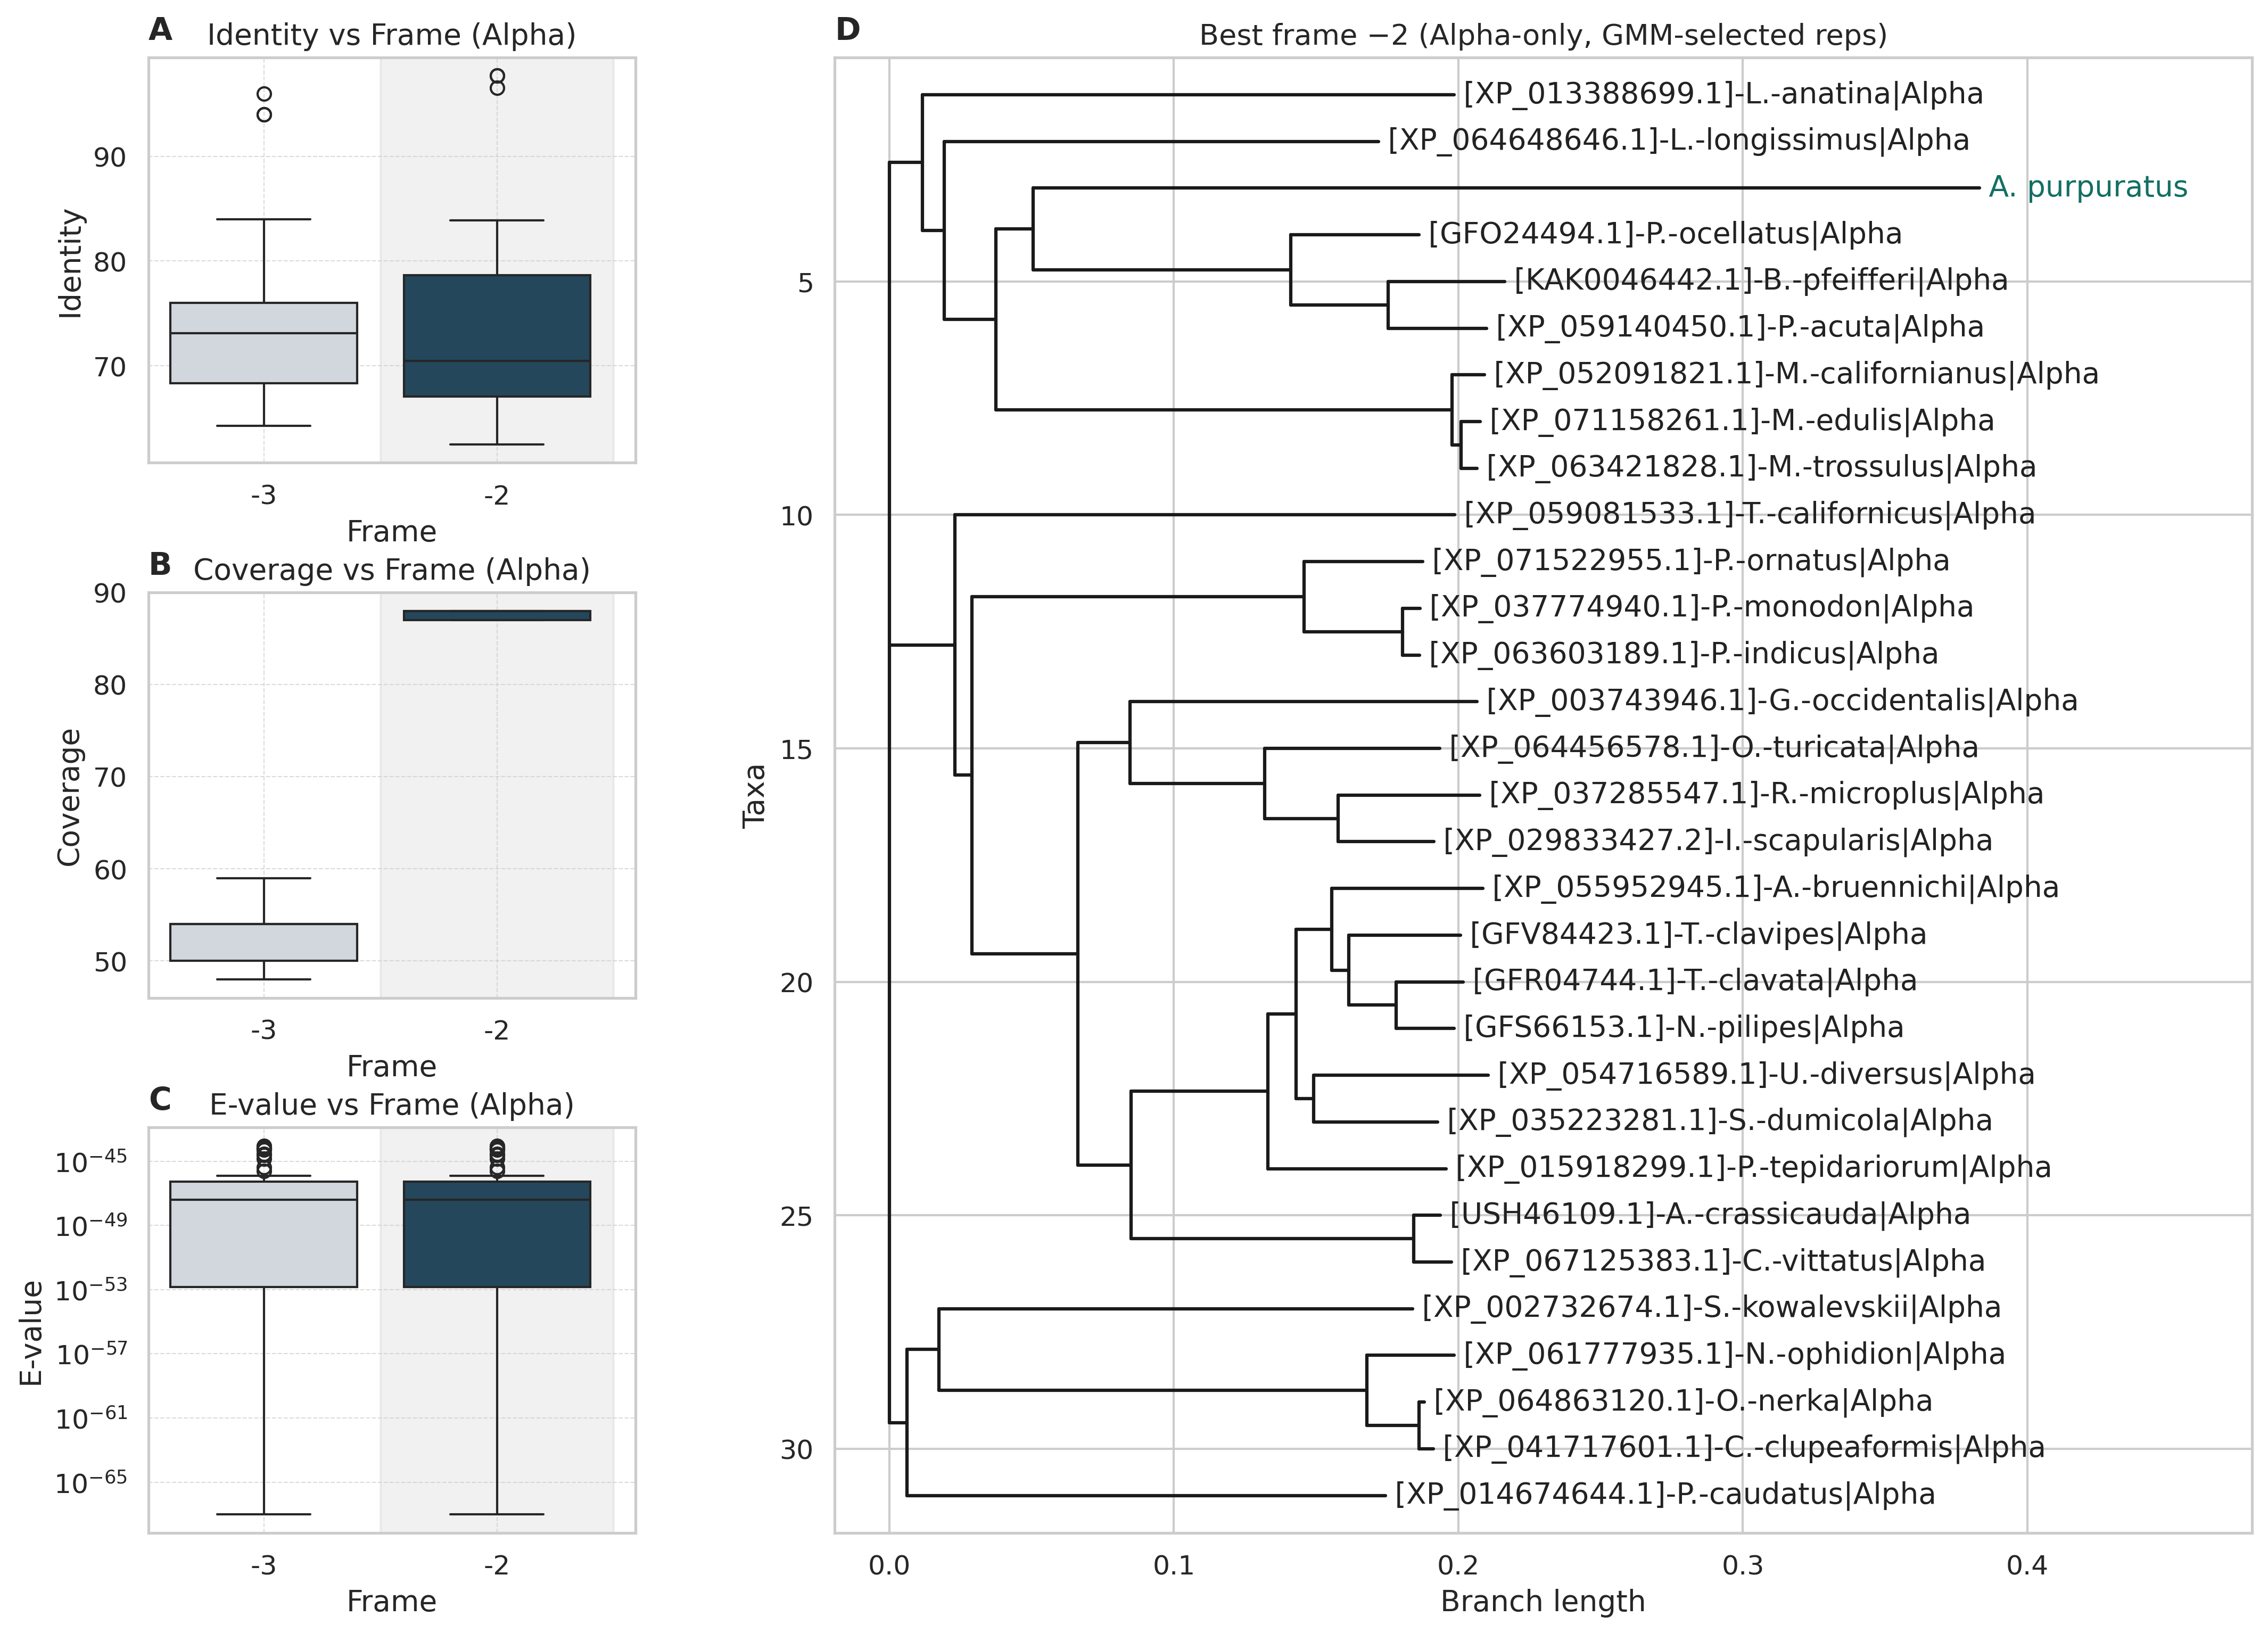 A Identity vs Frame (Alpha)
Identity
90
80
70
-3 -2
Frame
B Coverage vs Frame (Alpha)
Coverage
90
80
70
60
50
-3 -2
Frame
C E-value vs Frame (Alpha)
E-value
10−45
10−49
10−53
10−57
10−61
10−65
-3 -2
Frame
D Best frame −2 (Alpha-only, GMM-selected reps)
Taxa
5
10
15
20
25
30
[XP_013388699.1]-L.-anatina|Alpha
[XP_064648646.1]-L.-longissimus|Alpha
A. purpuratus
[GFO24494.1]-P.-ocellatus|Alpha
[KAK0046442.1]-B.-pfeifferi|Alpha
[XP_059140450.1]-P.-acuta|Alpha
[XP_052091821.1]-M.-californianus|Alpha
[XP_071158261.1]-M.-edulis|Alpha
[XP_063421828.1]-M.-trossulus|Alpha
[XP_059081533.1]-T.-californicus|Alpha
[XP_071522955.1]-P.-ornatus|Alpha
[XP_037774940.1]-P.-monodon|Alpha
[XP_063603189.1]-P.-indicus|Alpha
[XP_003743946.1]-G.-occidentalis|Alpha
[XP_064456578.1]-O.-turicata|Alpha
[XP_037285547.1]-R.-microplus|Alpha
[XP_029833427.2]-I.-scapularis|Alpha
[XP_055952945.1]-A.-bruennichi|Alpha
[GFV84423.1]-T.-clavipes|Alpha
[GFR04744.1]-T.-clavata|Alpha
[GFS66153.1]-N.-pilipes|Alpha
[XP_054716589.1]-U.-diversus|Alpha
[XP_035223281.1]-S.-dumicola|Alpha
[XP_015918299.1]-P.-tepidariorum|Alpha
[USH46109.1]-A.-crassicauda|Alpha
[XP_067125383.1]-C.-vittatus|Alpha
[XP_002732674.1]-S.-kowalevskii|Alpha
[XP_061777935.1]-N.-ophidion|Alpha
[XP_064863120.1]-O.-nerka|Alpha
[XP_041717601.1]-C.-clupeaformis|Alpha
[XP_014674644.1]-P.-caudatus|Alpha
0.0 0.1 0.2 0.3 0.4
Branch length